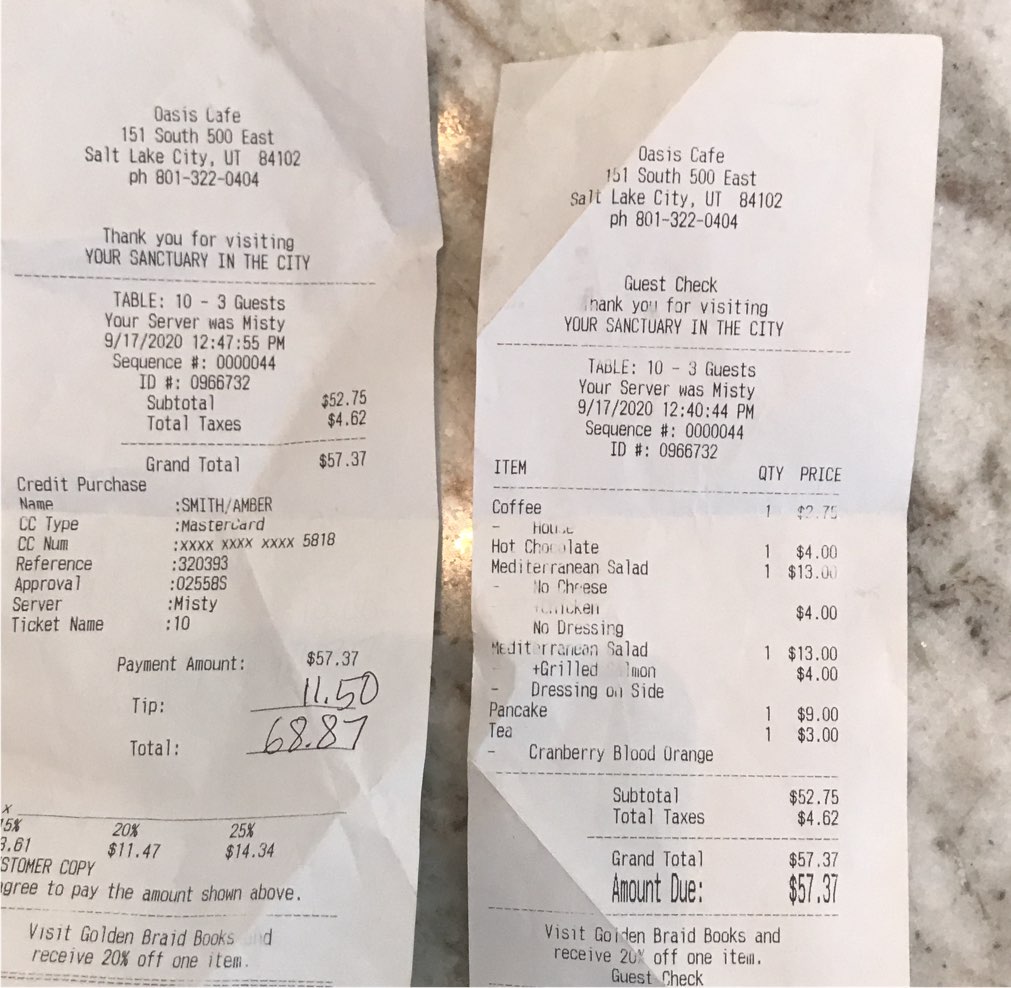 Oasis Cafe
151 South 500 East
Salt Lake City, UT 84102
ph 801-322-0404
Thank you for visiting
YOUR SANCTUARY IN THE CITY
TABLE: 10 - 3 Guests
Your Server was Misty
9/17/2020 12:47:55 PM
Sequence #: 0000044
ID #: 0966732
Subtotal $52.75
Total Taxes $4.62
Grand Total $57.37
Credit Purchase
Name :SMITH/AMBER
CC Type :Mastercard
CC Num :xxxx xxxx xxxx 5818
Reference :320393
Approval :02558S
Server :Misty
Ticket Name :10
Payment Amount: $57.37
Tip: 11.50
Total: 68.87
x
5% 20% 25%
.61 $11.47 $14.34
STOMER COPY
gree to pay the amount shown above.
Visit Golden Braid Books d
receive 20% off one item.
Oasis Cafe
151 South 500 East
Salt Lake City, UT 84102
ph 801-322-0404
Guest Check
hank you for visiting
YOUR SANCTUARY IN THE CITY
TABLE: 10 - 3 Guests
Your Server was Misty
9/17/2020 12:40:44 PM
Sequence #: 0000044
ID #: 0966732
ITEM QTY PRICE
Coffee 1 $2.75
- House
Hot Chocolate 1 $4.00
Mediterranean Salad 1 $13.00
- No Cheese
$4.00
No Dressing
Mediterranean Salad 1 $13.00
- +Grilled lmon $4.00
- Dressing on Side
Pancake 1 $9.00
Tea 1 $3.00
- Cranberry Blood Orange
Subtotal $52.75
Total Taxes $4.62
Grand Total $57.37
Amount Due: $57.37
Visit Golden Braid Books and
receive 20% off one item.
Guest Check